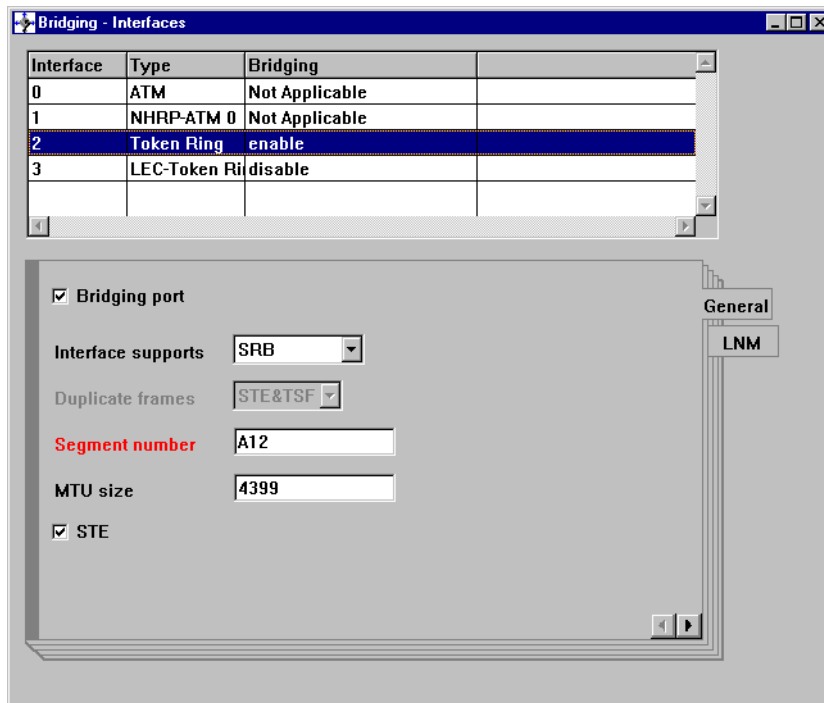 Bridging - Interfaces
Interface Type Bridging
0 ATM Not Applicable
1 NHRP-ATM 0 Not Applicable
2 Token Ring enable
3 LEC-Token Ri disable
Bridging port
General
Interface supports SRB
LNM
Duplicate frames STE&TSF
Segment number A12
MTU size 4399
STE